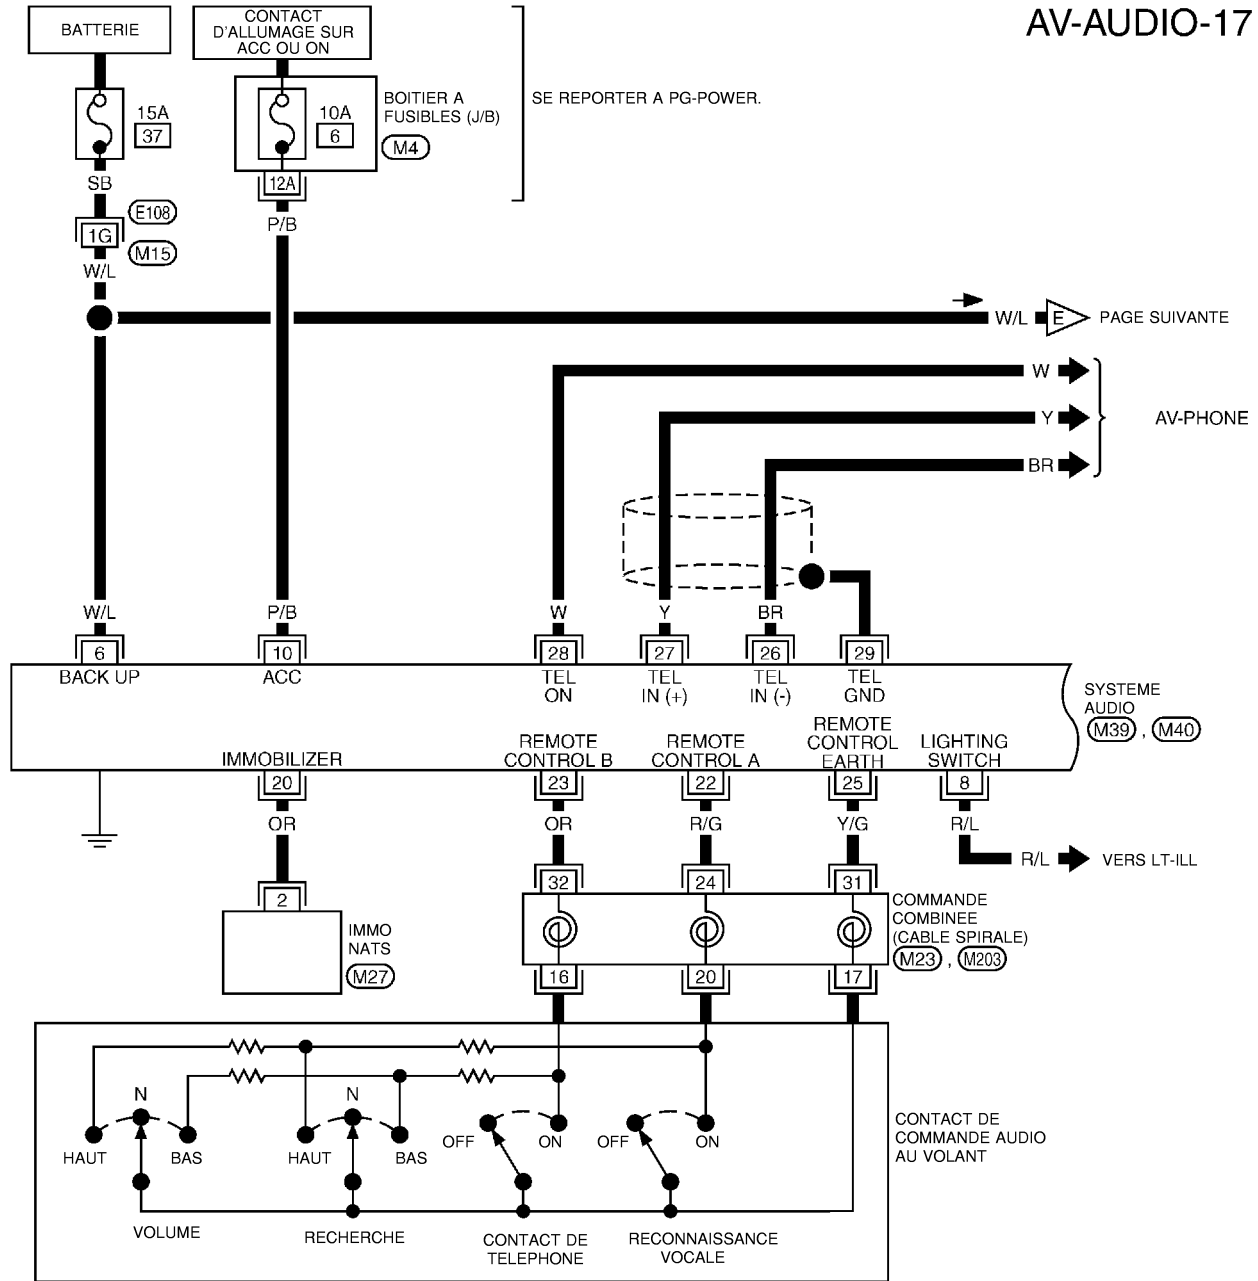 AV-AUDIO-17
BATTERIE
CONTACT
D'ALLUMAGE SUR
ACC OU ON
15A
37
10A
6
BOITIER A
FUSIBLES (J/B)
M4
SE REPORTER A PG-POWER.
12A
SB
E108
1G
M15
P/B
W/L
W/L
E
PAGE SUIVANTE
W
Y
AV-PHONE
BR
W/L
P/B
W
Y
BR
6
10
28
27
26
29
BACK UP
ACC
TEL
ON
TEL
IN (+)
TEL
IN (-)
TEL
GND
SYSTEME
AUDIO
M39 , M40
IMMOBILIZER
REMOTE
CONTROL B
REMOTE
CONTROL A
REMOTE
CONTROL
EARTH
LIGHTING
SWITCH
20
23
22
25
8
OR
OR
R/G
Y/G
R/L
R/L
VERS LT-ILL
2
32
24
31
IMMO
NATS
M27
COMMANDE
COMBINEE
(CABLE SPIRALE)
M23 , M203
16
20
17
N
N
HAUT
BAS
HAUT
BAS
OFF
ON
OFF
ON
CONTACT DE
COMMANDE AUDIO
AU VOLANT
VOLUME
RECHERCHE
CONTACT DE
TELEPHONE
RECONNAISSANCE
VOCALE